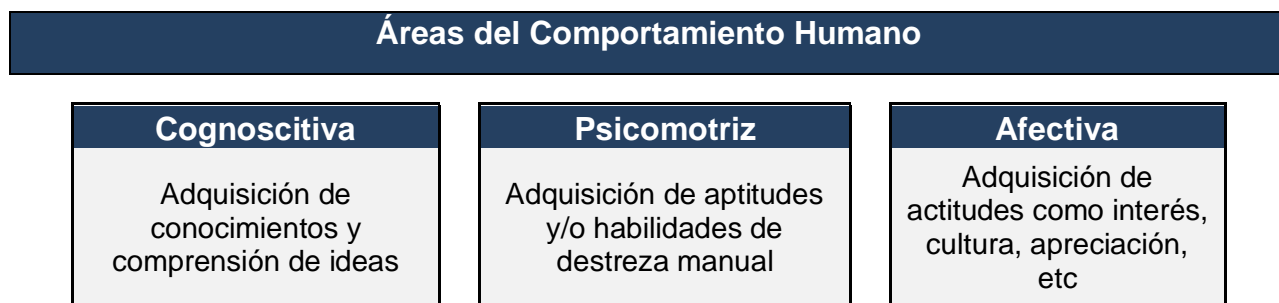 Áreas del Comportamiento Humano
Cognoscitiva
Adquisición de
conocimientos y
comprensión de ideas
Psicomotriz
Adquisición de aptitudes
y/o habilidades de
destreza manual
Afectiva
Adquisición de
actitudes como interés,
cultura, apreciación,
etc